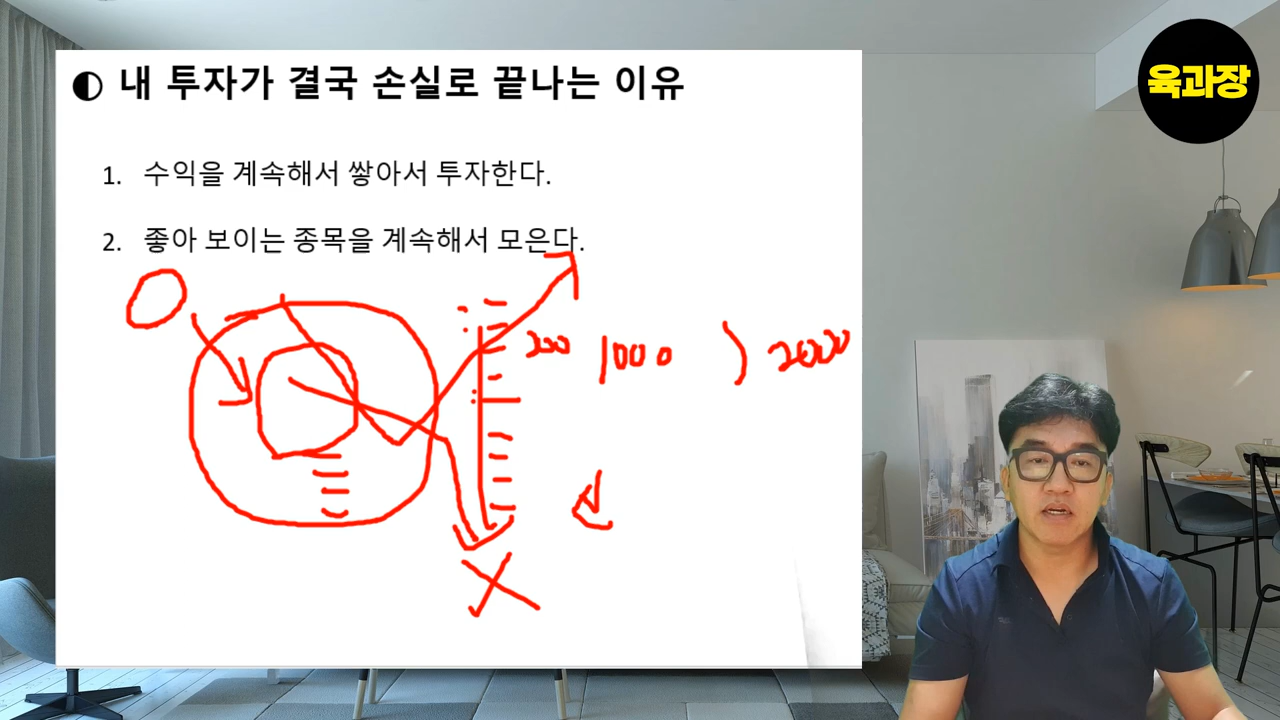 ◐ 내 투자가 결국 손실로 끝나는 이유
육과장
1. 수익을 계속해서 쌓아서 투자한다.
2. 좋아 보이는 종목을 계속해서 모은다.
200 1000 ) 2000